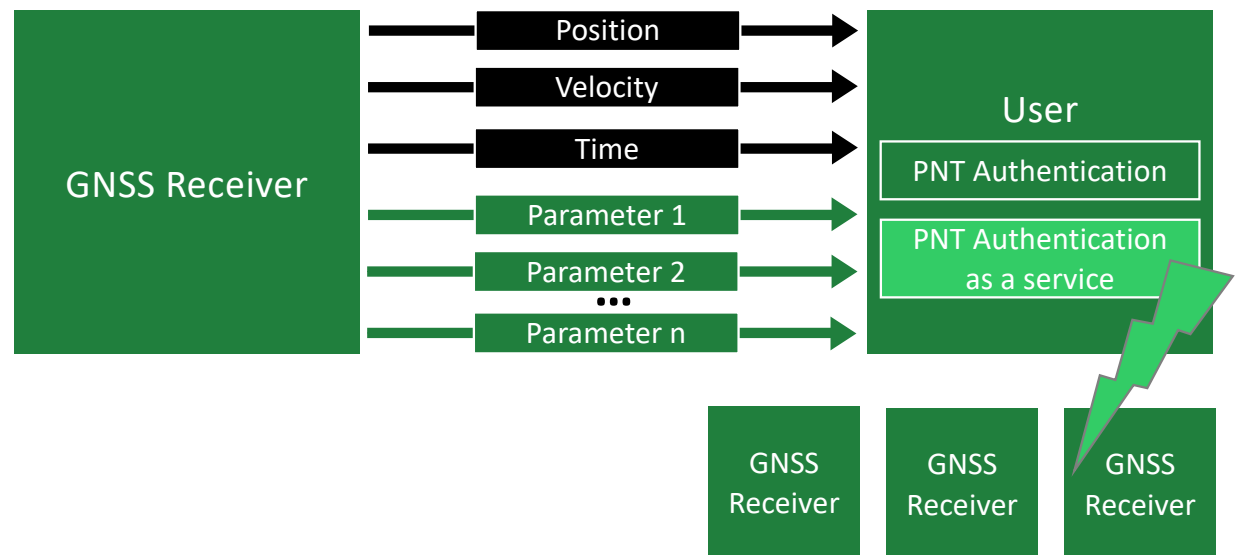 GNSS Receiver
Position
Velocity
Time
Parameter 1
Parameter 2
...
Parameter n
User
PNT Authentication
PNT Authentication
as a service
GNSS
Receiver
GNSS
Receiver
GNSS
Receiver